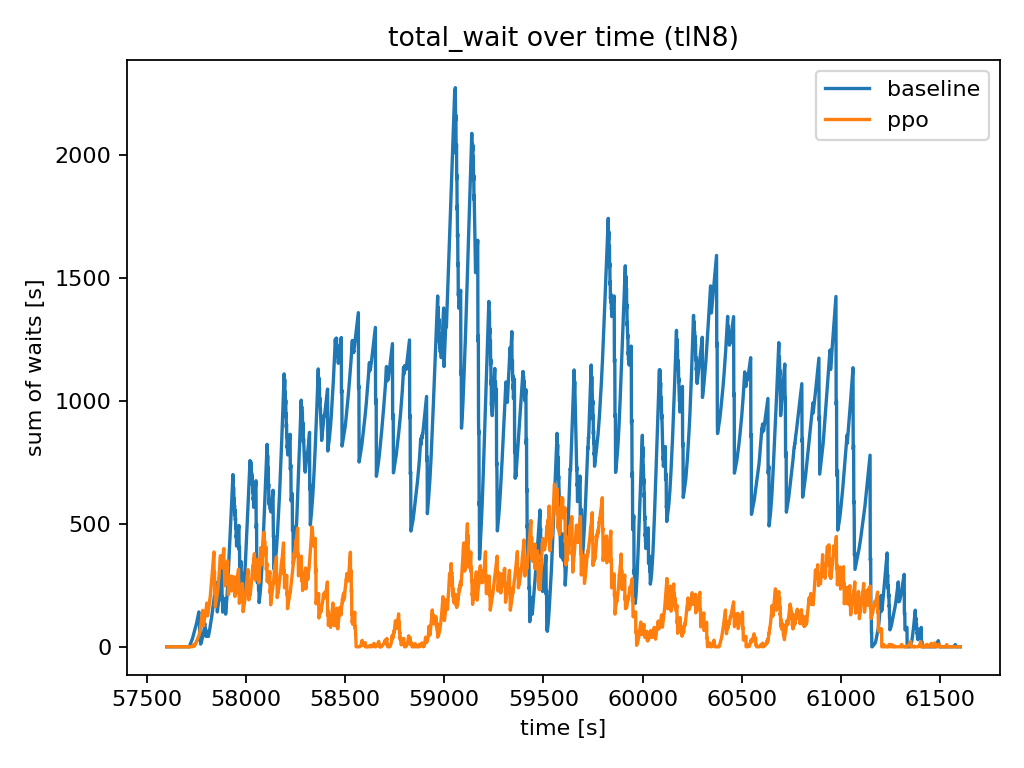 total_wait over time (tlN8)
baseline
ppo
sum of waits [s]
2000
1500
1000
500
0
57500 58000 58500 59000 59500 60000 60500 61000 61500
time [s]